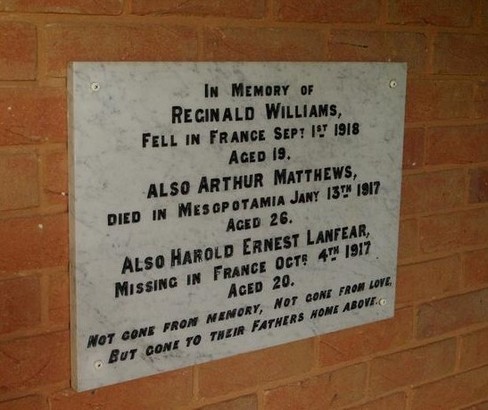 In Memory of
Reginald Williams,
Fell in France Sept 1st 1918
Aged 19.
Also Arthur Matthews,
Died in Mesopotamia Jany 13th 1917
Aged 26.
Also Harold Ernest Lanfear,
Missing in France Octr 4th 1917
Aged 20.
Not gone from memory, Not gone from love,
But gone to their Fathers home above.